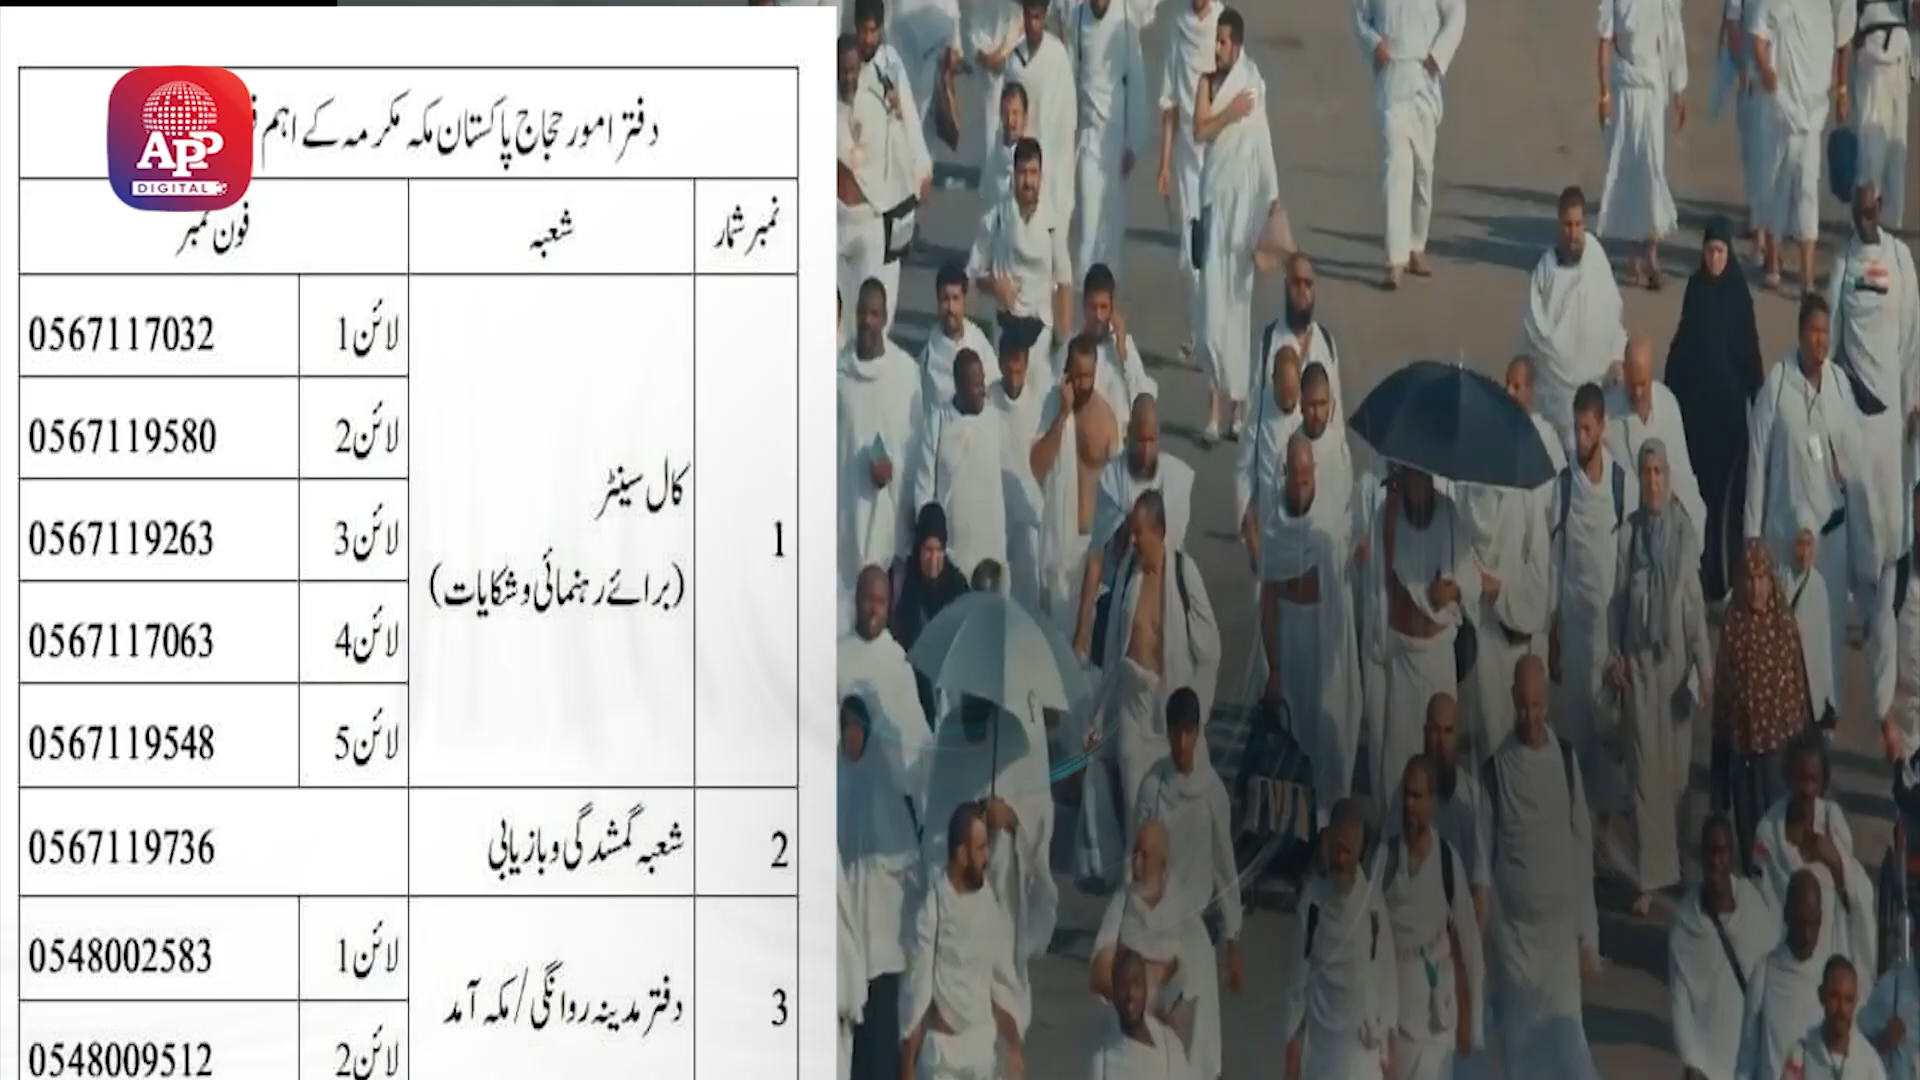 APP
DIGITAL
دفتر امور حجاج پاکستان مکہ مکرمہ کے اہم
نمبر شمار شعبہ فون نمبر
1 کال سینٹر (برائے رہنمائی و شکایات)
لائن 1 0567117032
لائن 2 0567119580
لائن 3 0567119263
لائن 4 0567117063
لائن 5 0567119548
2 شعبہ گمشدگی و بازیابی 0567119736
3 دفتر مدینہ روانگی/مکہ آمد
لائن 1 0548002583
لائن 2 0548009512